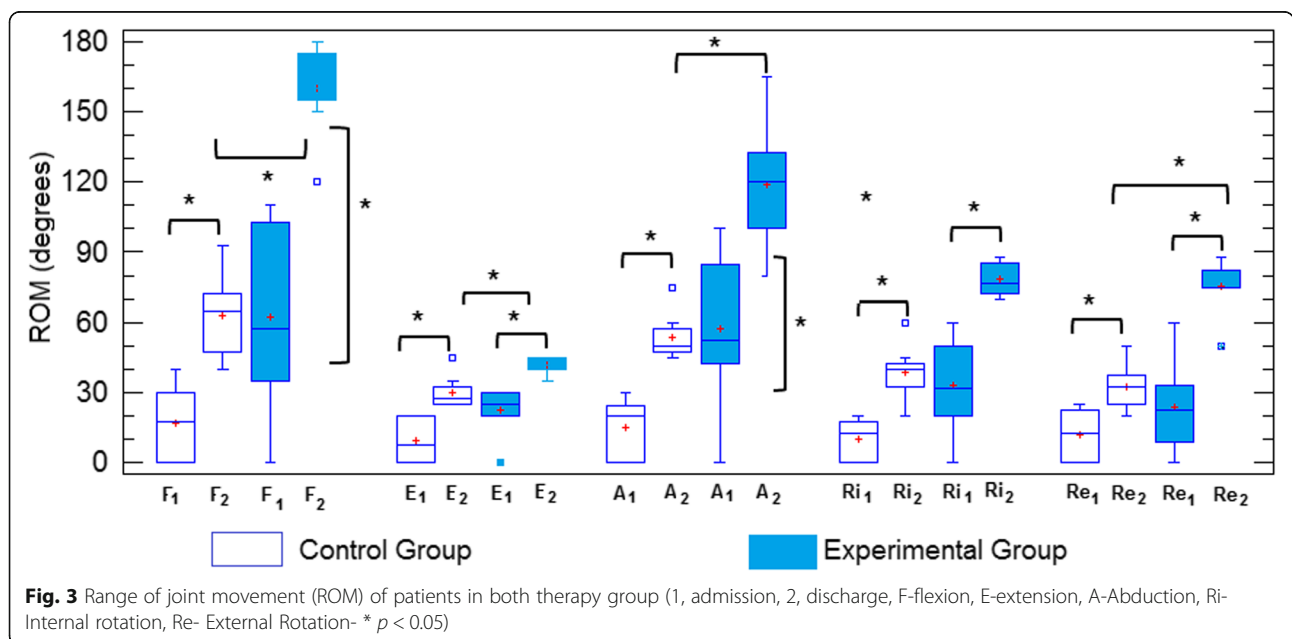 180
150
120
90
60
30
0
ROM (degrees)
* * * * * * * * * * * * * *
F₁ F₂ F₁ F₂ E₁ E₂ E₁ E₂ A₁ A₂ A₁ A₂ Ri₁ Ri₂ Ri₁ Ri₂ Re₁ Re₂ Re₁ Re₂
Control Group Experimental Group
Fig. 3 Range of joint movement (ROM) of patients in both therapy group (1, admission, 2, discharge, F-flexion, E-extension, A-Abduction, Ri-
Internal rotation, Re- External Rotation- * p < 0.05)